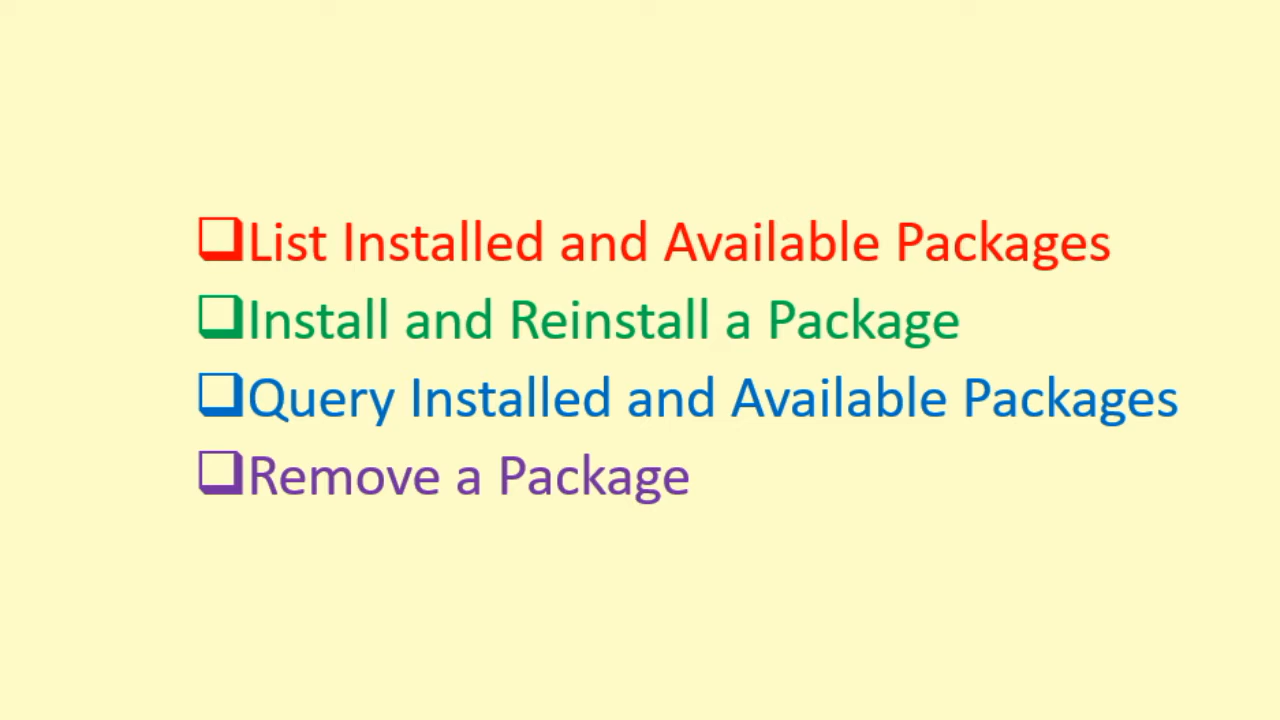 ❑List Installed and Available Packages
❑Install and Reinstall a Package
❑Query Installed and Available Packages
❑Remove a Package